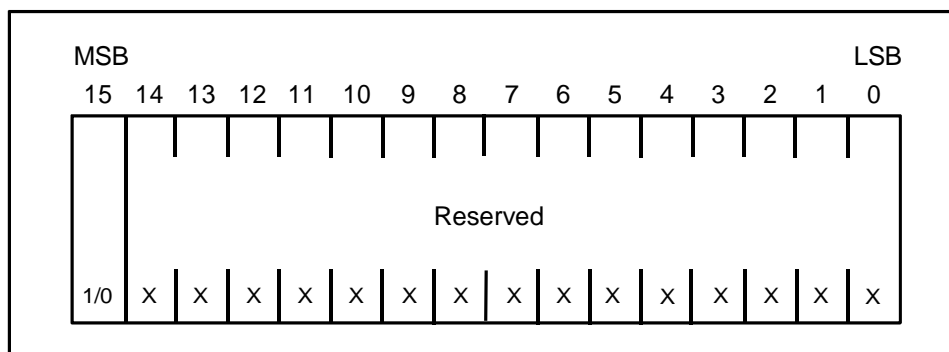 MSB LSB
15 14 13 12 11 10 9 8 7 6 5 4 3 2 1 0
Reserved
1/0 X X X X X X X X X X X X X X X